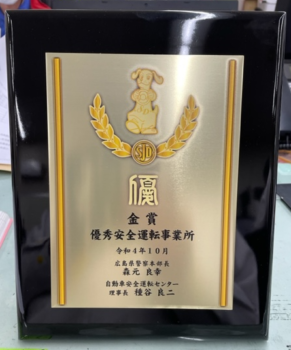 SD
優
金賞
優秀安全運転事業所
令和4年10月
広島県警察本部長
森元 良幸
自動車安全運転センター
理事長 種谷 良二